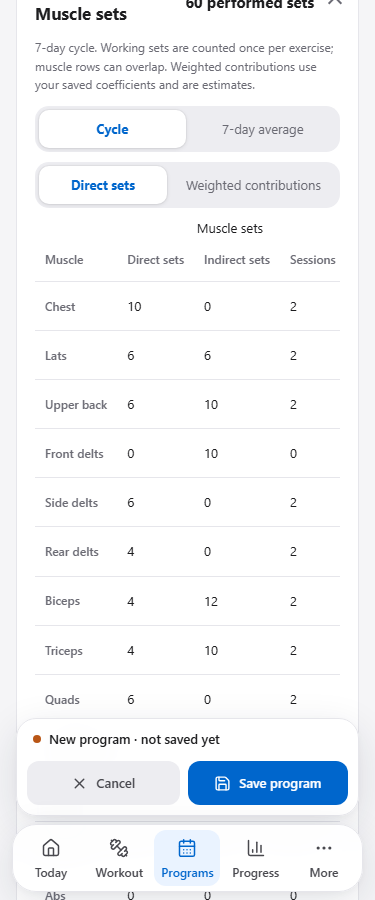 Muscle sets
60 performed sets
7-day cycle. Working sets are counted once per exercise;
muscle rows can overlap. Weighted contributions use
your saved coefficients and are estimates.
Cycle 7-day average
Direct sets Weighted contributions
Muscle sets
Muscle Direct sets Indirect sets Sessions
Chest 10 0 2
Lats 6 6 2
Upper back 6 10 2
Front delts 0 10 0
Side delts 6 0 2
Rear delts 4 0 2
Biceps 4 12 2
Triceps 4 10 2
Quads 6 0 2
New program · not saved yet
Cancel Save program
Today Workout Programs Progress More
Abs 0 0 0